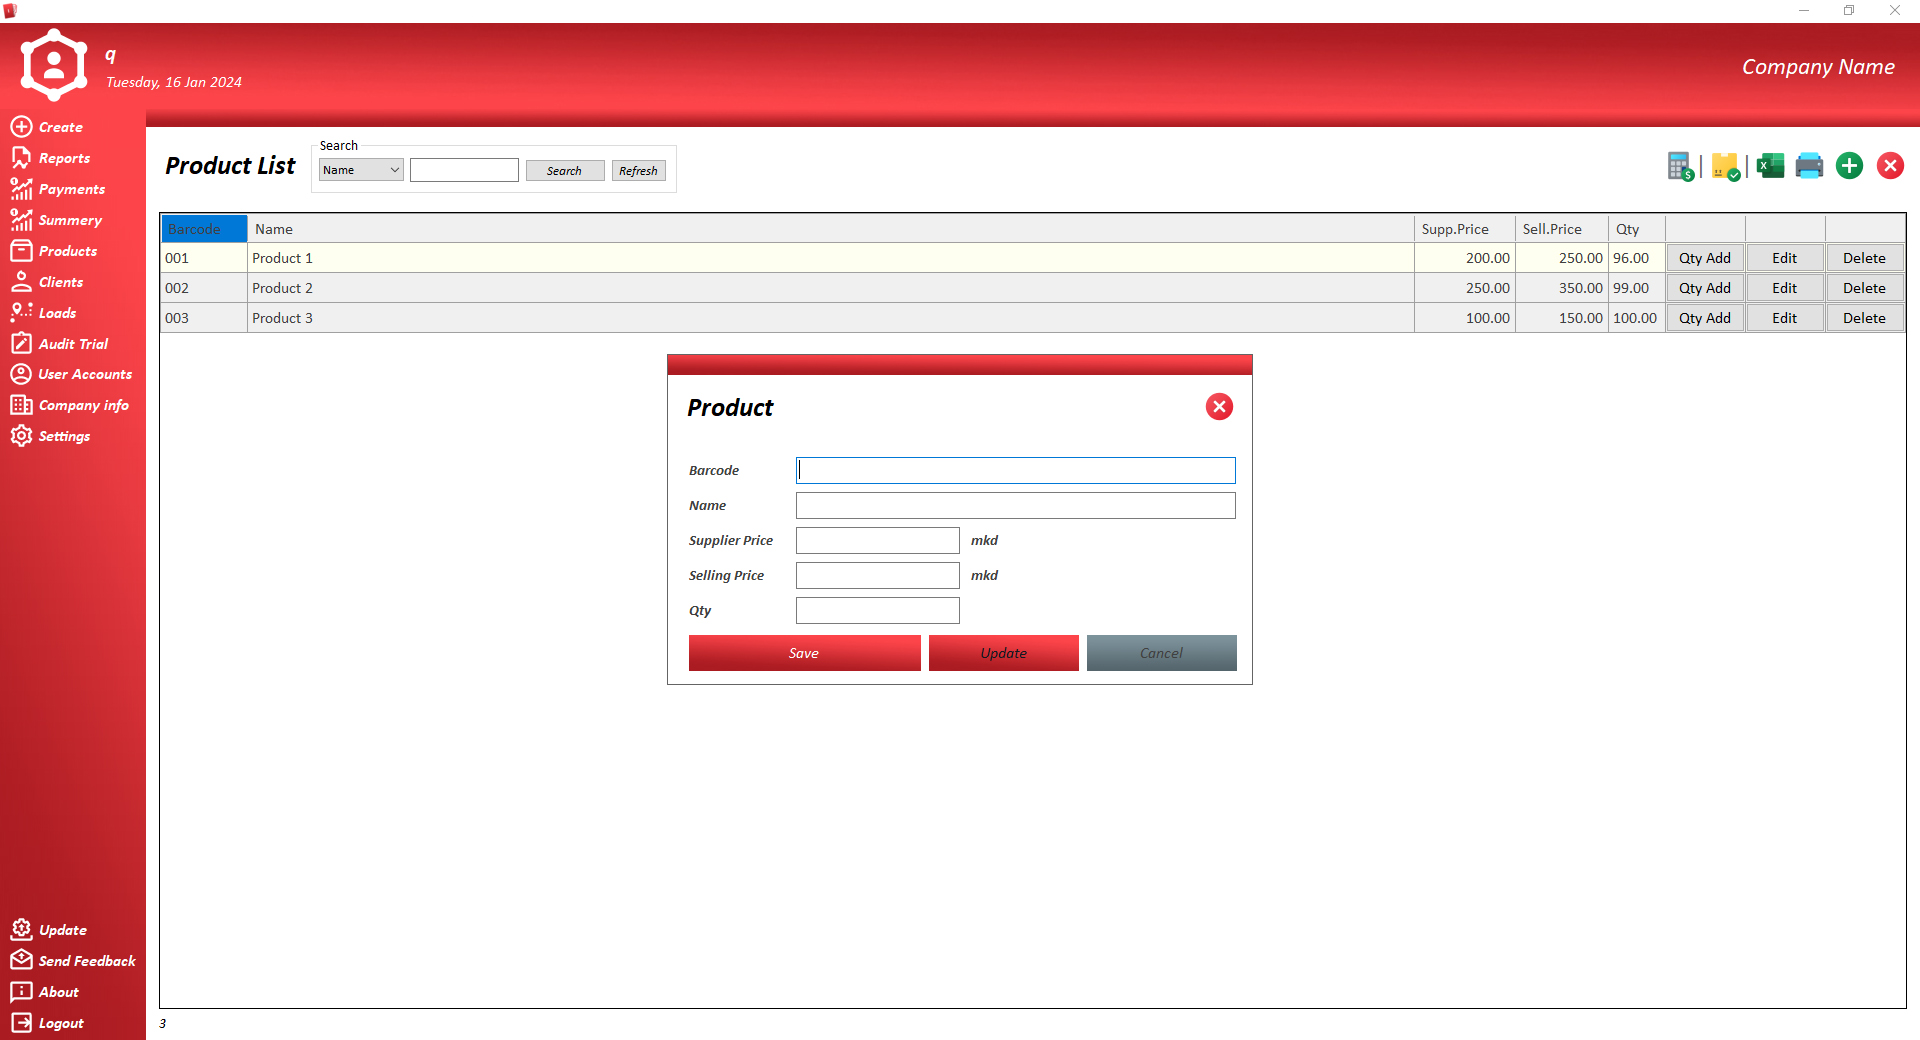 q
Tuesday, 16 Jan 2024
Company Name
Create
Reports
Payments
Summery
Products
Clients
Loads
Audit Trial
User Accounts
Company info
Settings
Update
Send Feedback
About
Logout
Product List
Search
Name
Search
Refresh
Barcode Name Supp.Price Sell.Price Qty
001 Product 1 200.00 250.00 96.00 Qty Add Edit Delete
002 Product 2 250.00 350.00 99.00 Qty Add Edit Delete
003 Product 3 100.00 150.00 100.00 Qty Add Edit Delete
Product
Barcode
Name
Supplier Price mkd
Selling Price mkd
Qty
Save Update Cancel
3